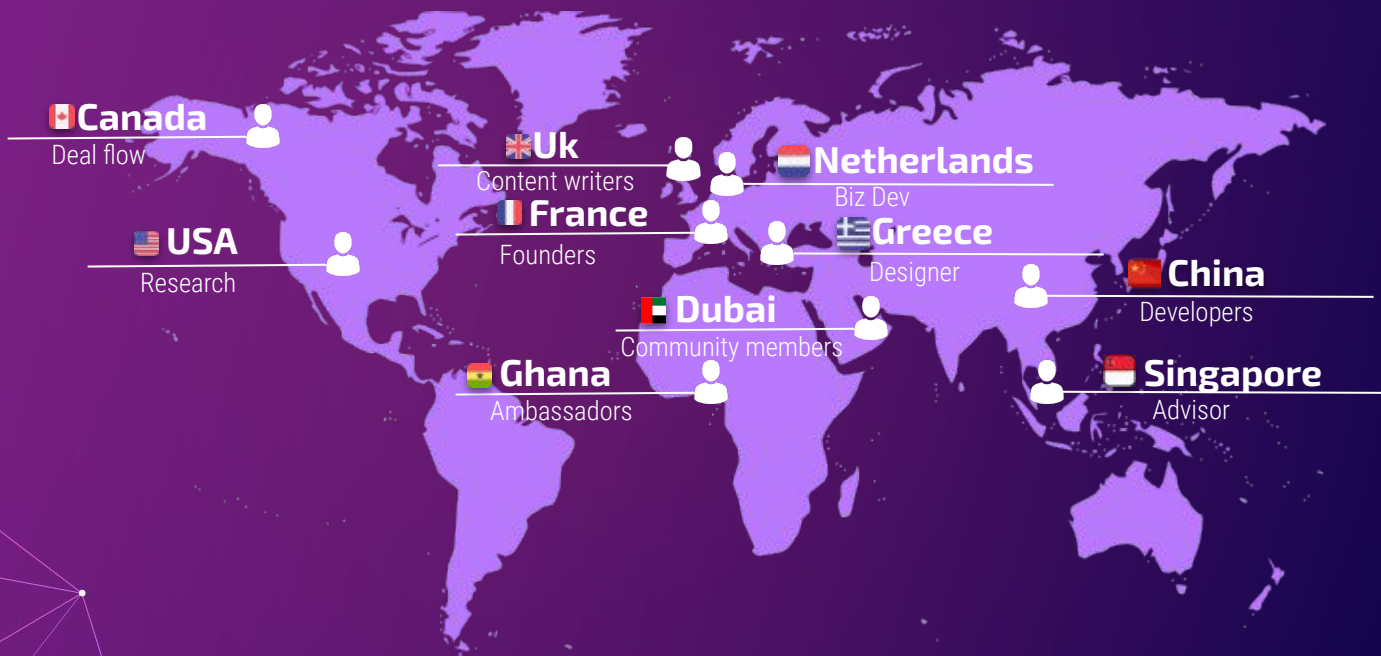 Canada
Deal flow
USA
Research
Uk
Content writers
France
Founders
Netherlands
Biz Dev
Greece
Designer
China
Developers
Dubai
Community members
Ghana
Ambassadors
Singapore
Advisor